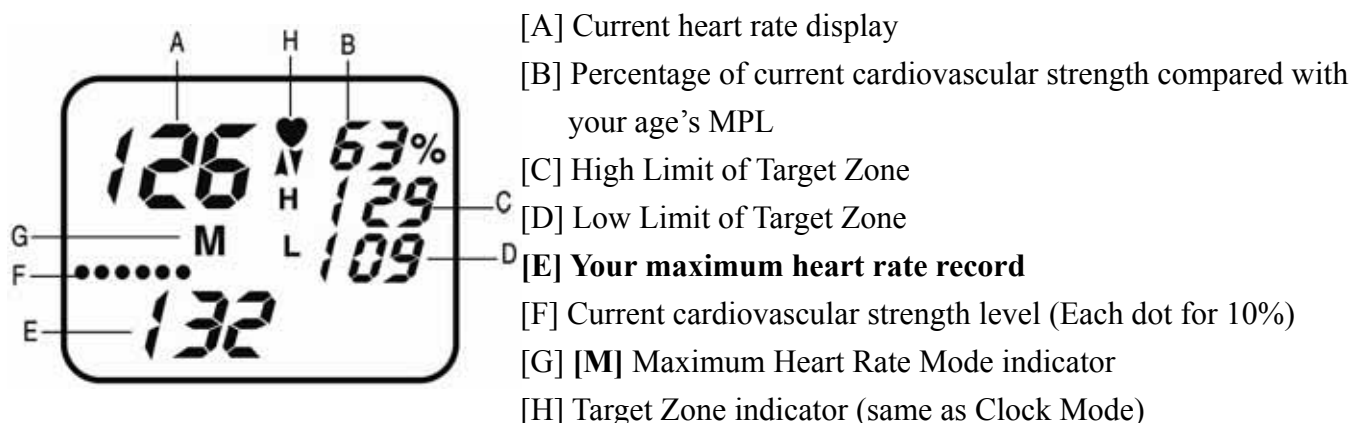 A H B
126 63%
H 129 C
G M L 109 D
F
E 132
[A] Current heart rate display
[B] Percentage of current cardiovascular strength compared with
your age’s MPL
[C] High Limit of Target Zone
[D] Low Limit of Target Zone
[E] Your maximum heart rate record
[F] Current cardiovascular strength level (Each dot for 10%)
[G] [M] Maximum Heart Rate Mode indicator
[H] Target Zone indicator (same as Clock Mode)